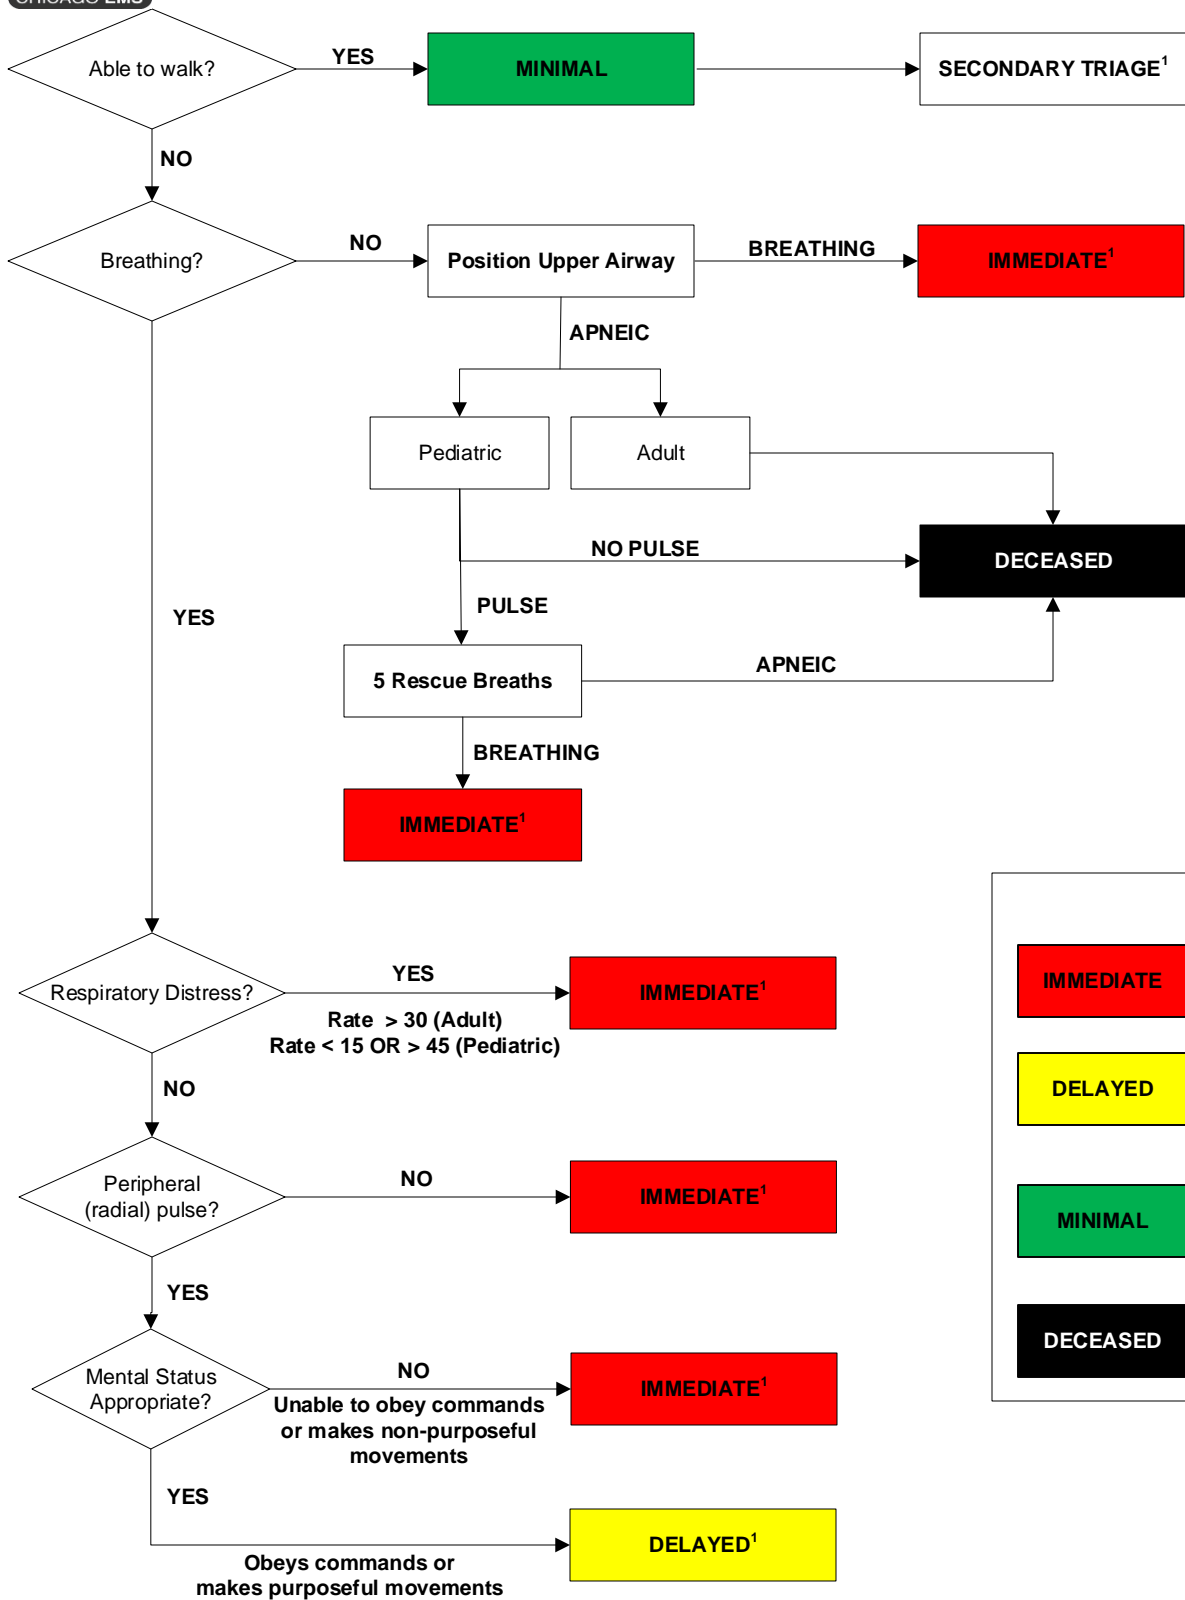 CHICAGO EMS
Able to walk?
YES
MINIMAL
SECONDARY TRIAGE1
NO
Breathing?
NO
Position Upper Airway
BREATHING
IMMEDIATE1
APNEIC
Pediatric
Adult
NO PULSE
DECEASED
YES
PULSE
5 Rescue Breaths
APNEIC
BREATHING
IMMEDIATE1
Respiratory Distress?
YES
Rate > 30 (Adult)
Rate < 15 OR > 45 (Pediatric)
IMMEDIATE1
NO
Peripheral
(radial) pulse?
NO
IMMEDIATE1
YES
Mental Status
Appropriate?
NO
Unable to obey commands
or makes non-purposeful
movements
IMMEDIATE1
YES
Obeys commands or
makes purposeful movements
DELAYED1
IMMEDIATE
DELAYED
MINIMAL
DECEASED